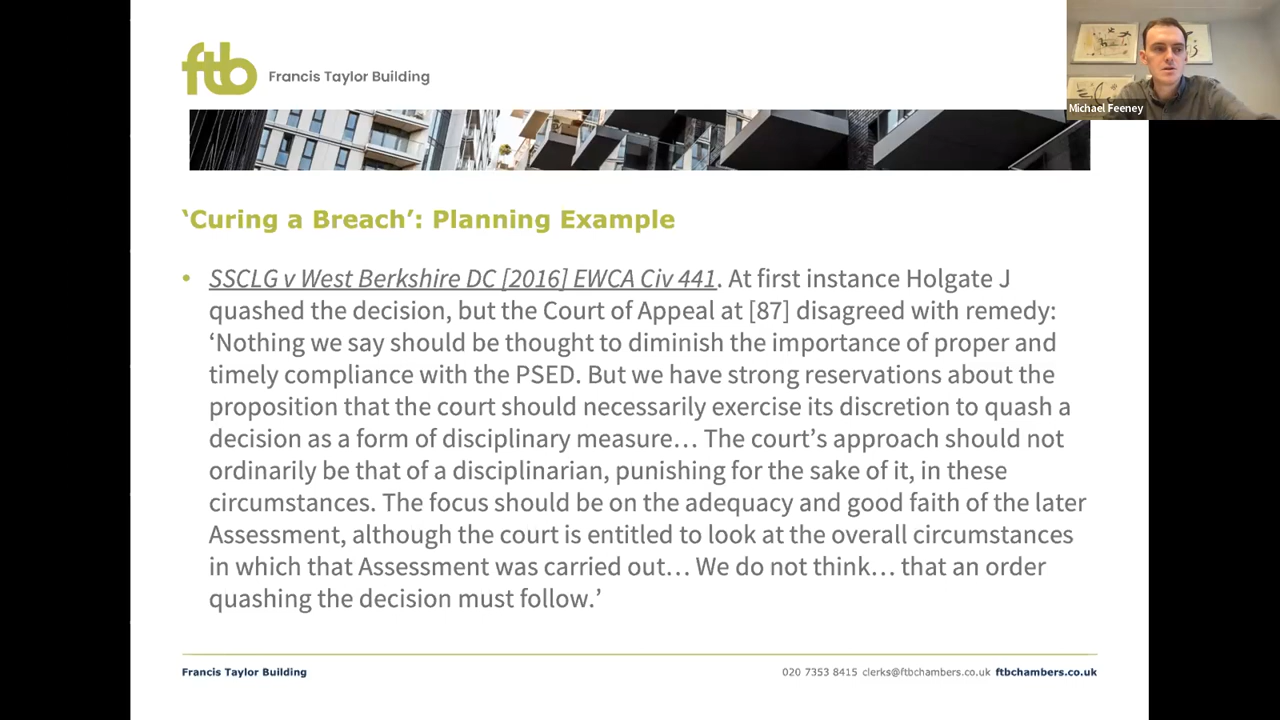 ftb Francis Taylor Building
Michael Feeney
‘Curing a Breach’: Planning Example
• SSCLG v West Berkshire DC [2016] EWCA Civ 441. At first instance Holgate J
quashed the decision, but the Court of Appeal at [87] disagreed with remedy:
‘Nothing we say should be thought to diminish the importance of proper and
timely compliance with the PSED. But we have strong reservations about the
proposition that the court should necessarily exercise its discretion to quash a
decision as a form of disciplinary measure… The court’s approach should not
ordinarily be that of a disciplinarian, punishing for the sake of it, in these
circumstances. The focus should be on the adequacy and good faith of the later
Assessment, although the court is entitled to look at the overall circumstances
in which that Assessment was carried out… We do not think… that an order
quashing the decision must follow.’
Francis Taylor Building 020 7353 8415 clerks@ftbchambers.co.uk ftbchambers.co.uk